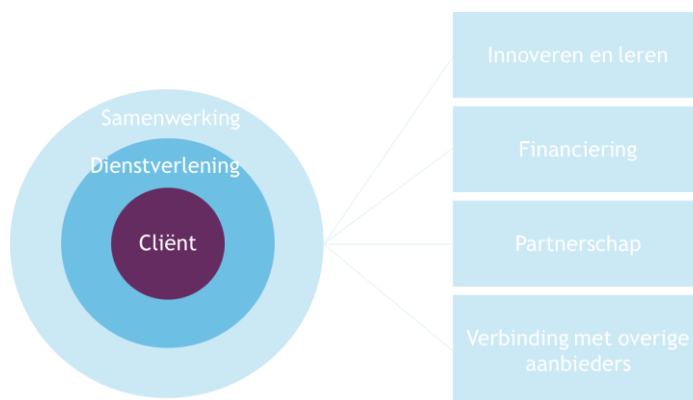 Samenwerking
Dienstverlening
Cliënt
Innoveren en leren
Financiering
Partnerschap
Verbinding met overige
aanbieders